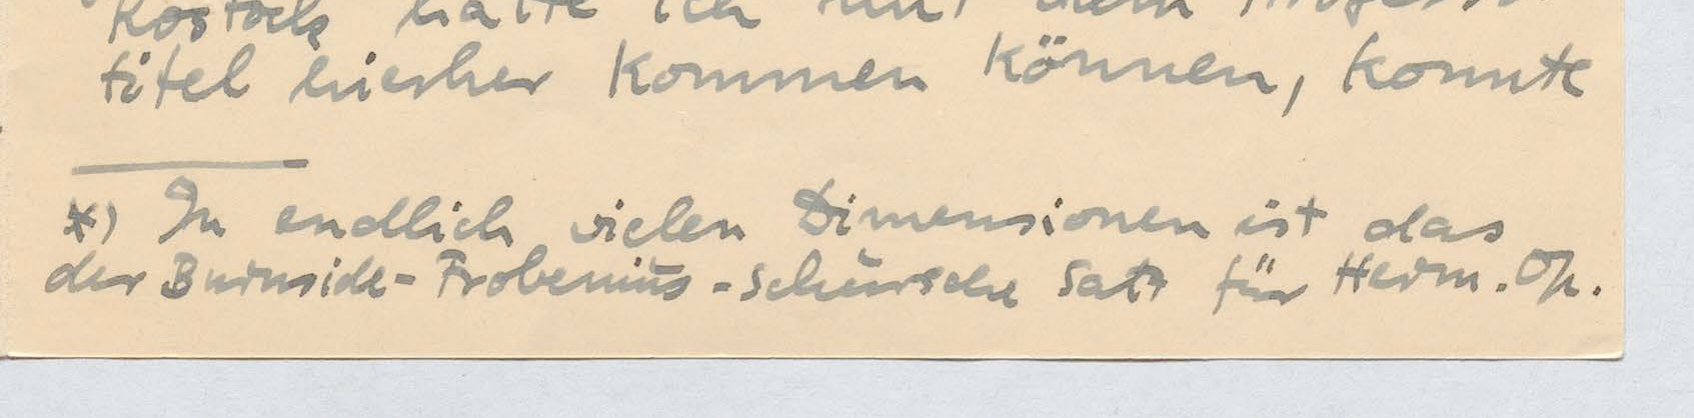 Rostock hätte ich nur mit dem Professor-
titel hierher kommen können, konnte
*) In endlich vielen Dimensionen ist das
der Burnside-Frobenius-Schursche Satz für Herm. Op.